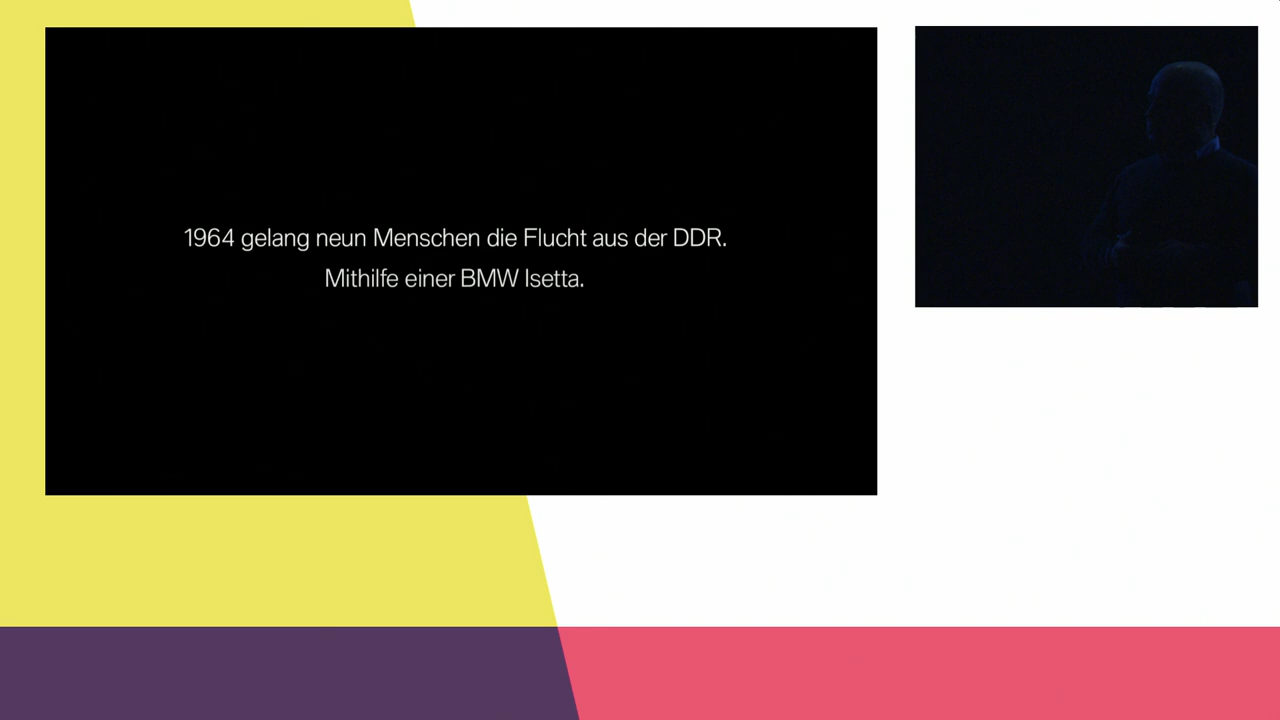 1964 gelang neun Menschen die Flucht aus der DDR.
Mithilfe einer BMW Isetta.